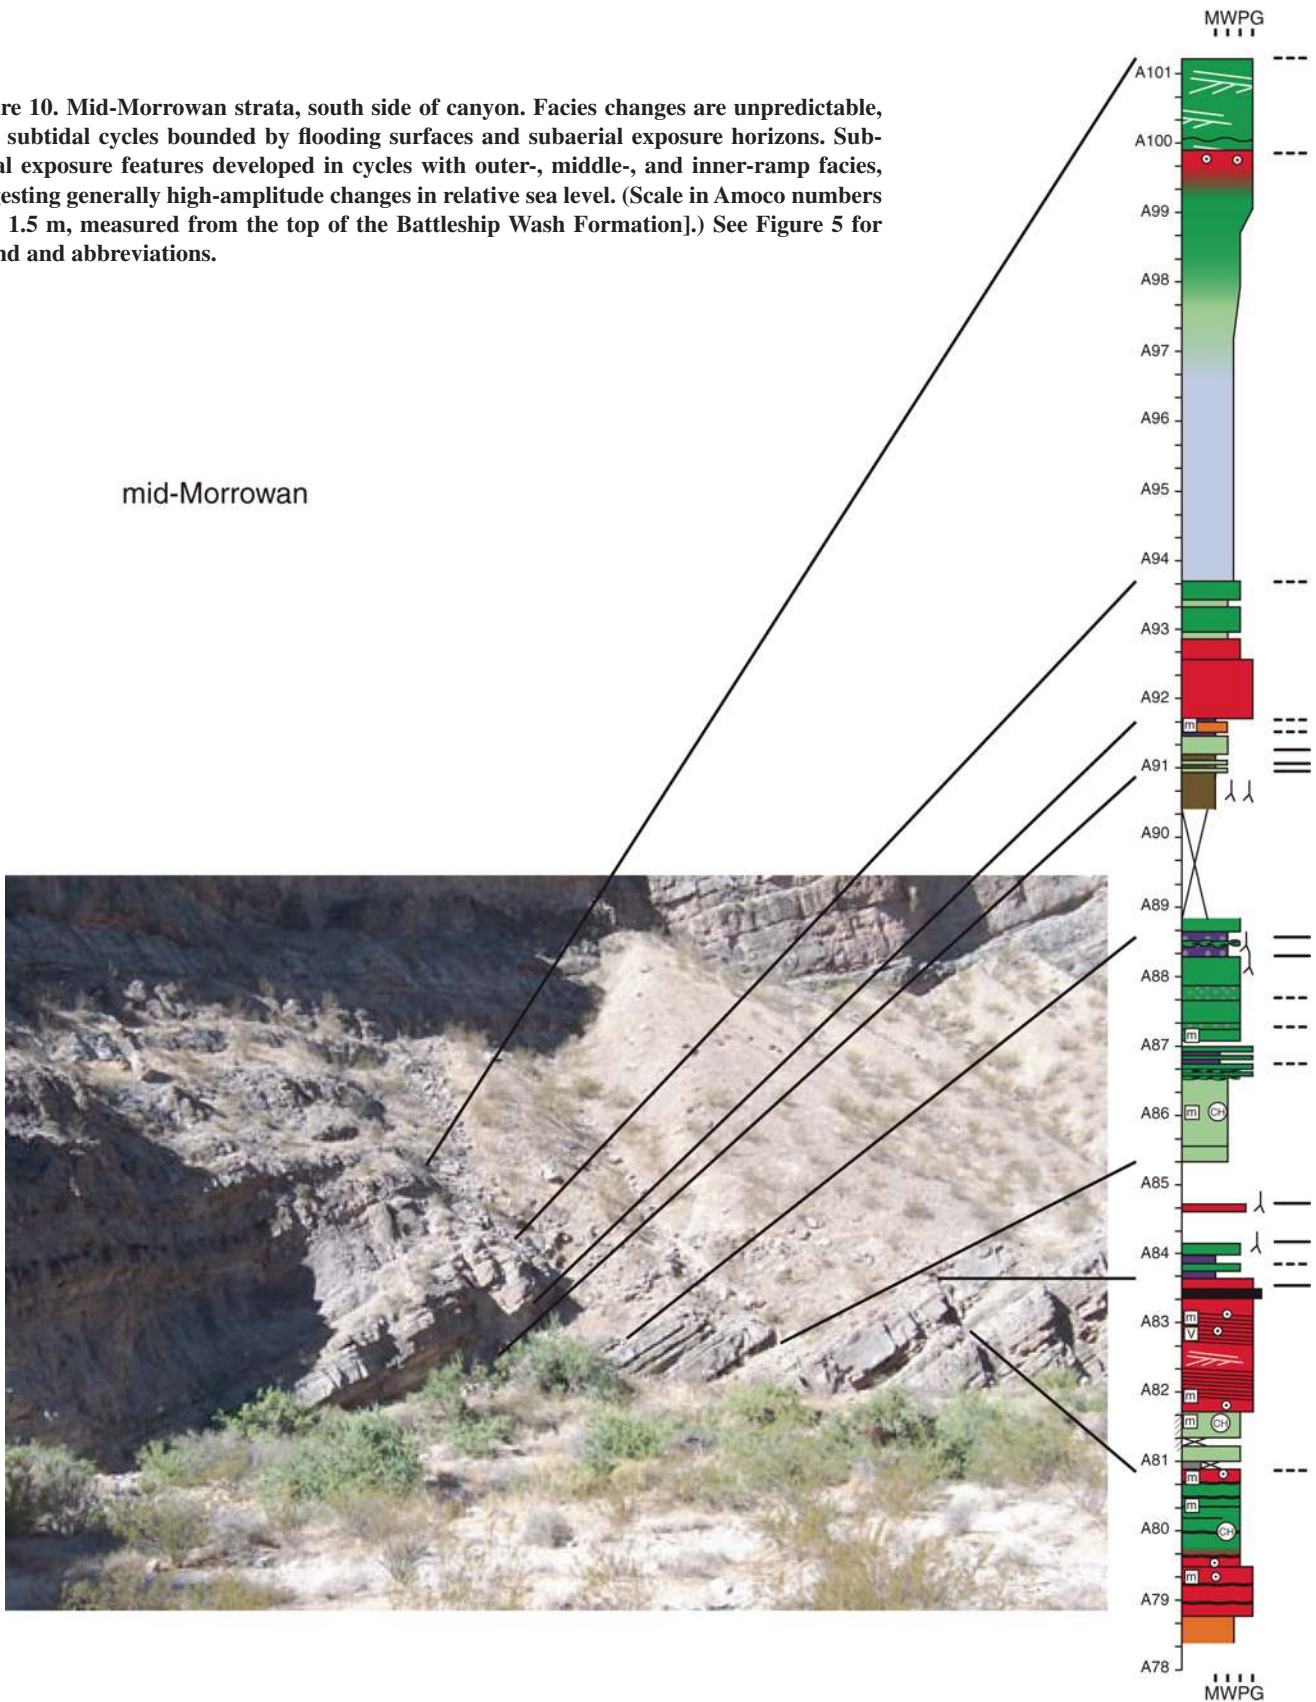 MWPG
re 10. Mid-Morrowan strata, south side of canyon. Facies changes are unpredictable,
subtidal cycles bounded by flooding surfaces and subaerial exposure horizons. Sub-
al exposure features developed in cycles with outer-, middle-, and inner-ramp facies,
gesting generally high-amplitude changes in relative sea level. (Scale in Amoco numbers
1.5 m, measured from the top of the Battleship Wash Formation].) See Figure 5 for
nd and abbreviations.
mid-Morrowan
A101
A100
A99
A98
A97
A96
A95
A94
A93
A92
m
A91
A90
A89
A88
m
A87
m CH
A86
A85
A84
m
A83
V
A82
m
m CH
A81
m
m
A80
CH
m
A79
A78
MWPG